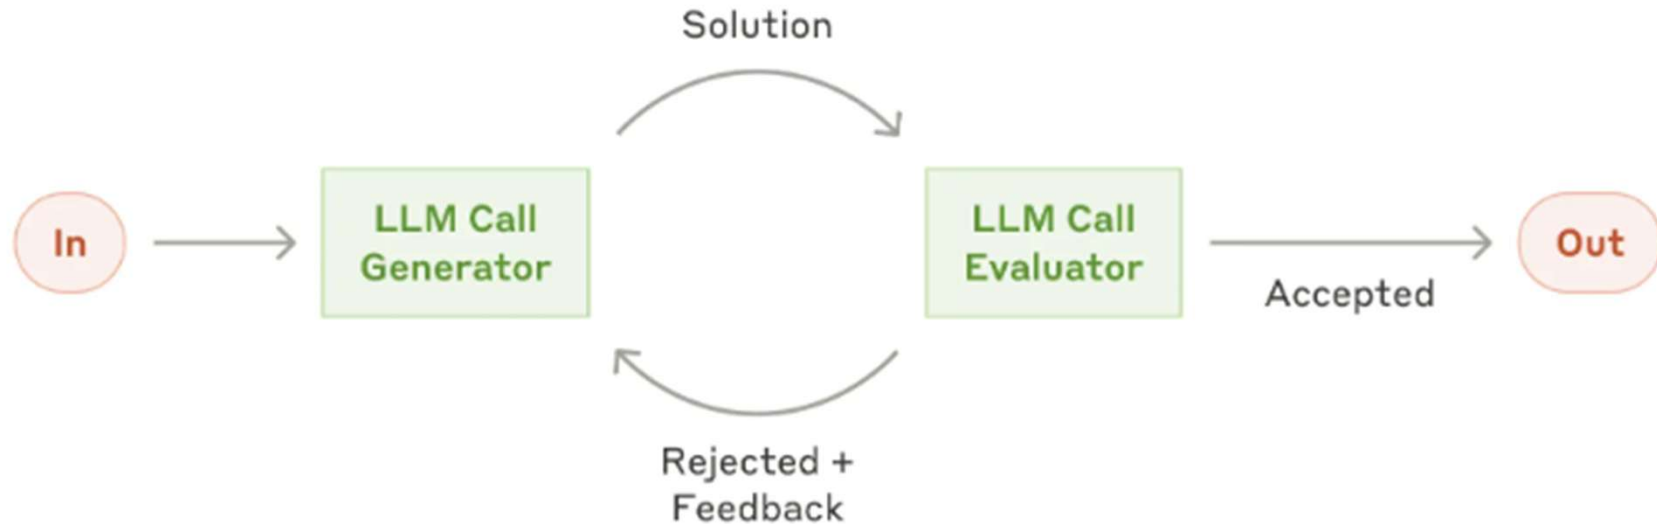 Solution
In
LLM Call
Generator
LLM Call
Evaluator
Accepted
Out
Rejected +
Feedback